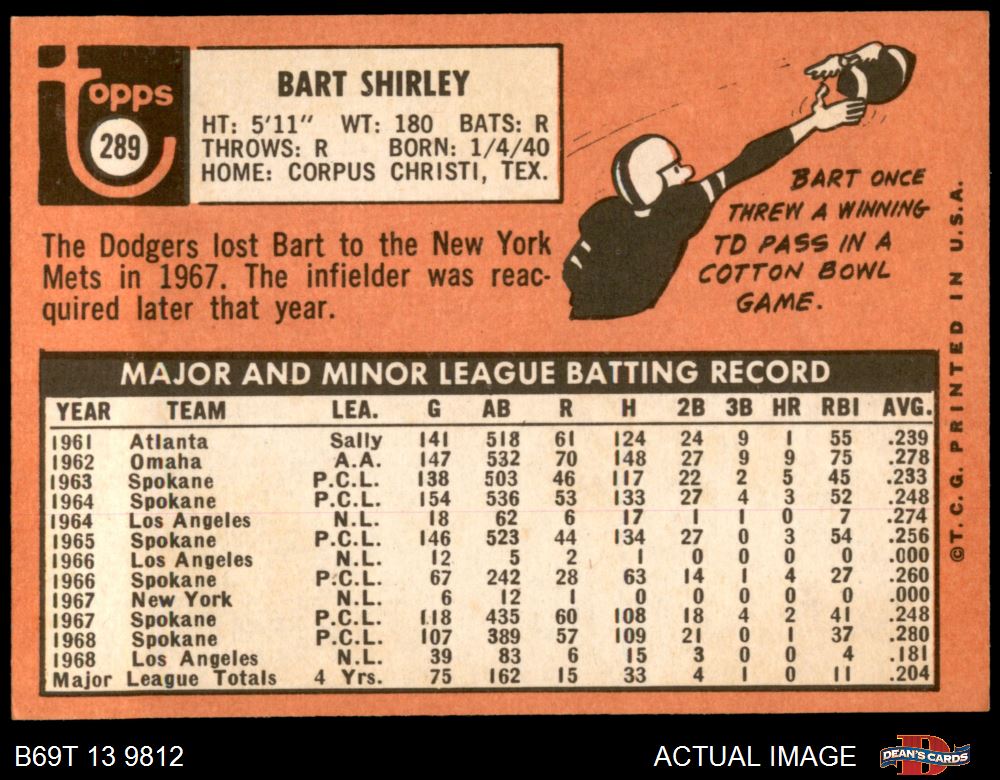 topps
289
BART SHIRLEY
HT: 5'11" WT: 180 BATS: R
THROWS: R BORN: 1/4/40
HOME: CORPUS CHRISTI, TEX.
The Dodgers lost Bart to the New York
Mets in 1967. The infielder was reac-
quired later that year.
BART ONCE
THREW A WINNING
TD PASS IN A
COTTON BOWL
GAME.
©T. C. G. PRINTED IN U.S.A.
MAJOR AND MINOR LEAGUE BATTING RECORD
YEAR TEAM LEA. G AB R H 2B 3B HR RBI AVG.
1961 Atlanta Sally 141 518 61 124 24 9 1 55 .239
1962 Omaha A.A. 147 532 70 148 27 9 9 75 .278
1963 Spokane P.C.L. 138 503 46 117 22 2 5 45 .233
1964 Spokane P.C.L. 154 536 53 133 27 4 3 52 .248
1964 Los Angeles N.L. 18 62 6 17 1 1 0 7 .274
1965 Spokane P.C.L. 146 523 44 134 27 0 3 54 .256
1966 Los Angeles N.L. 12 5 2 1 0 0 0 0 .000
1966 Spokane P.C.L. 67 242 28 63 14 1 4 27 .260
1967 New York N.L. 6 12 1 0 0 0 0 0 .000
1967 Spokane P.C.L. 118 435 60 108 18 4 2 41 .248
1968 Spokane P.C.L. 107 389 57 109 21 0 1 37 .280
1968 Los Angeles N.L. 39 83 6 15 3 0 0 4 .181
Major League Totals 4 Yrs. 75 162 15 33 4 1 0 11 .204
B69T 13 9812
ACTUAL IMAGE
DEAN'S CARDS